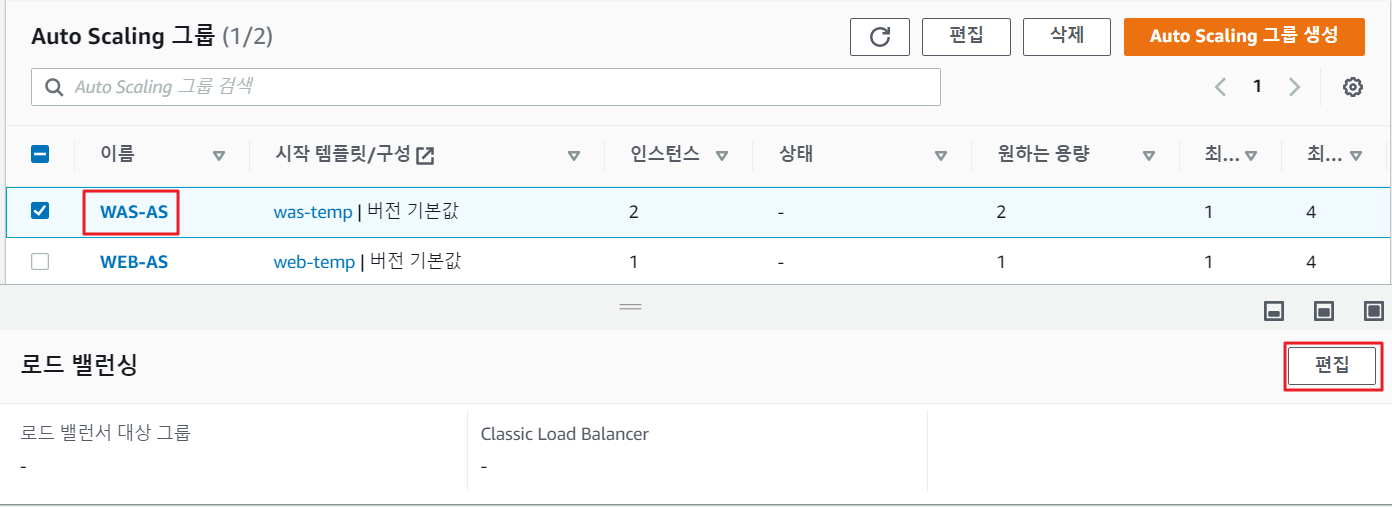 Auto Scaling 그룹 (1/2) 편집 삭제 Auto Scaling 그룹 생성
Auto Scaling 그룹 검색 1
이름 시작 템플릿/구성 인스턴스 상태 원하는 용량 최... 최...
WAS-AS was-temp | 버전 기본값 2 - 2 1 4
WEB-AS web-temp | 버전 기본값 1 - 1 1 4
로드 밸런싱 편집
로드 밸런서 대상 그룹 Classic Load Balancer
- -